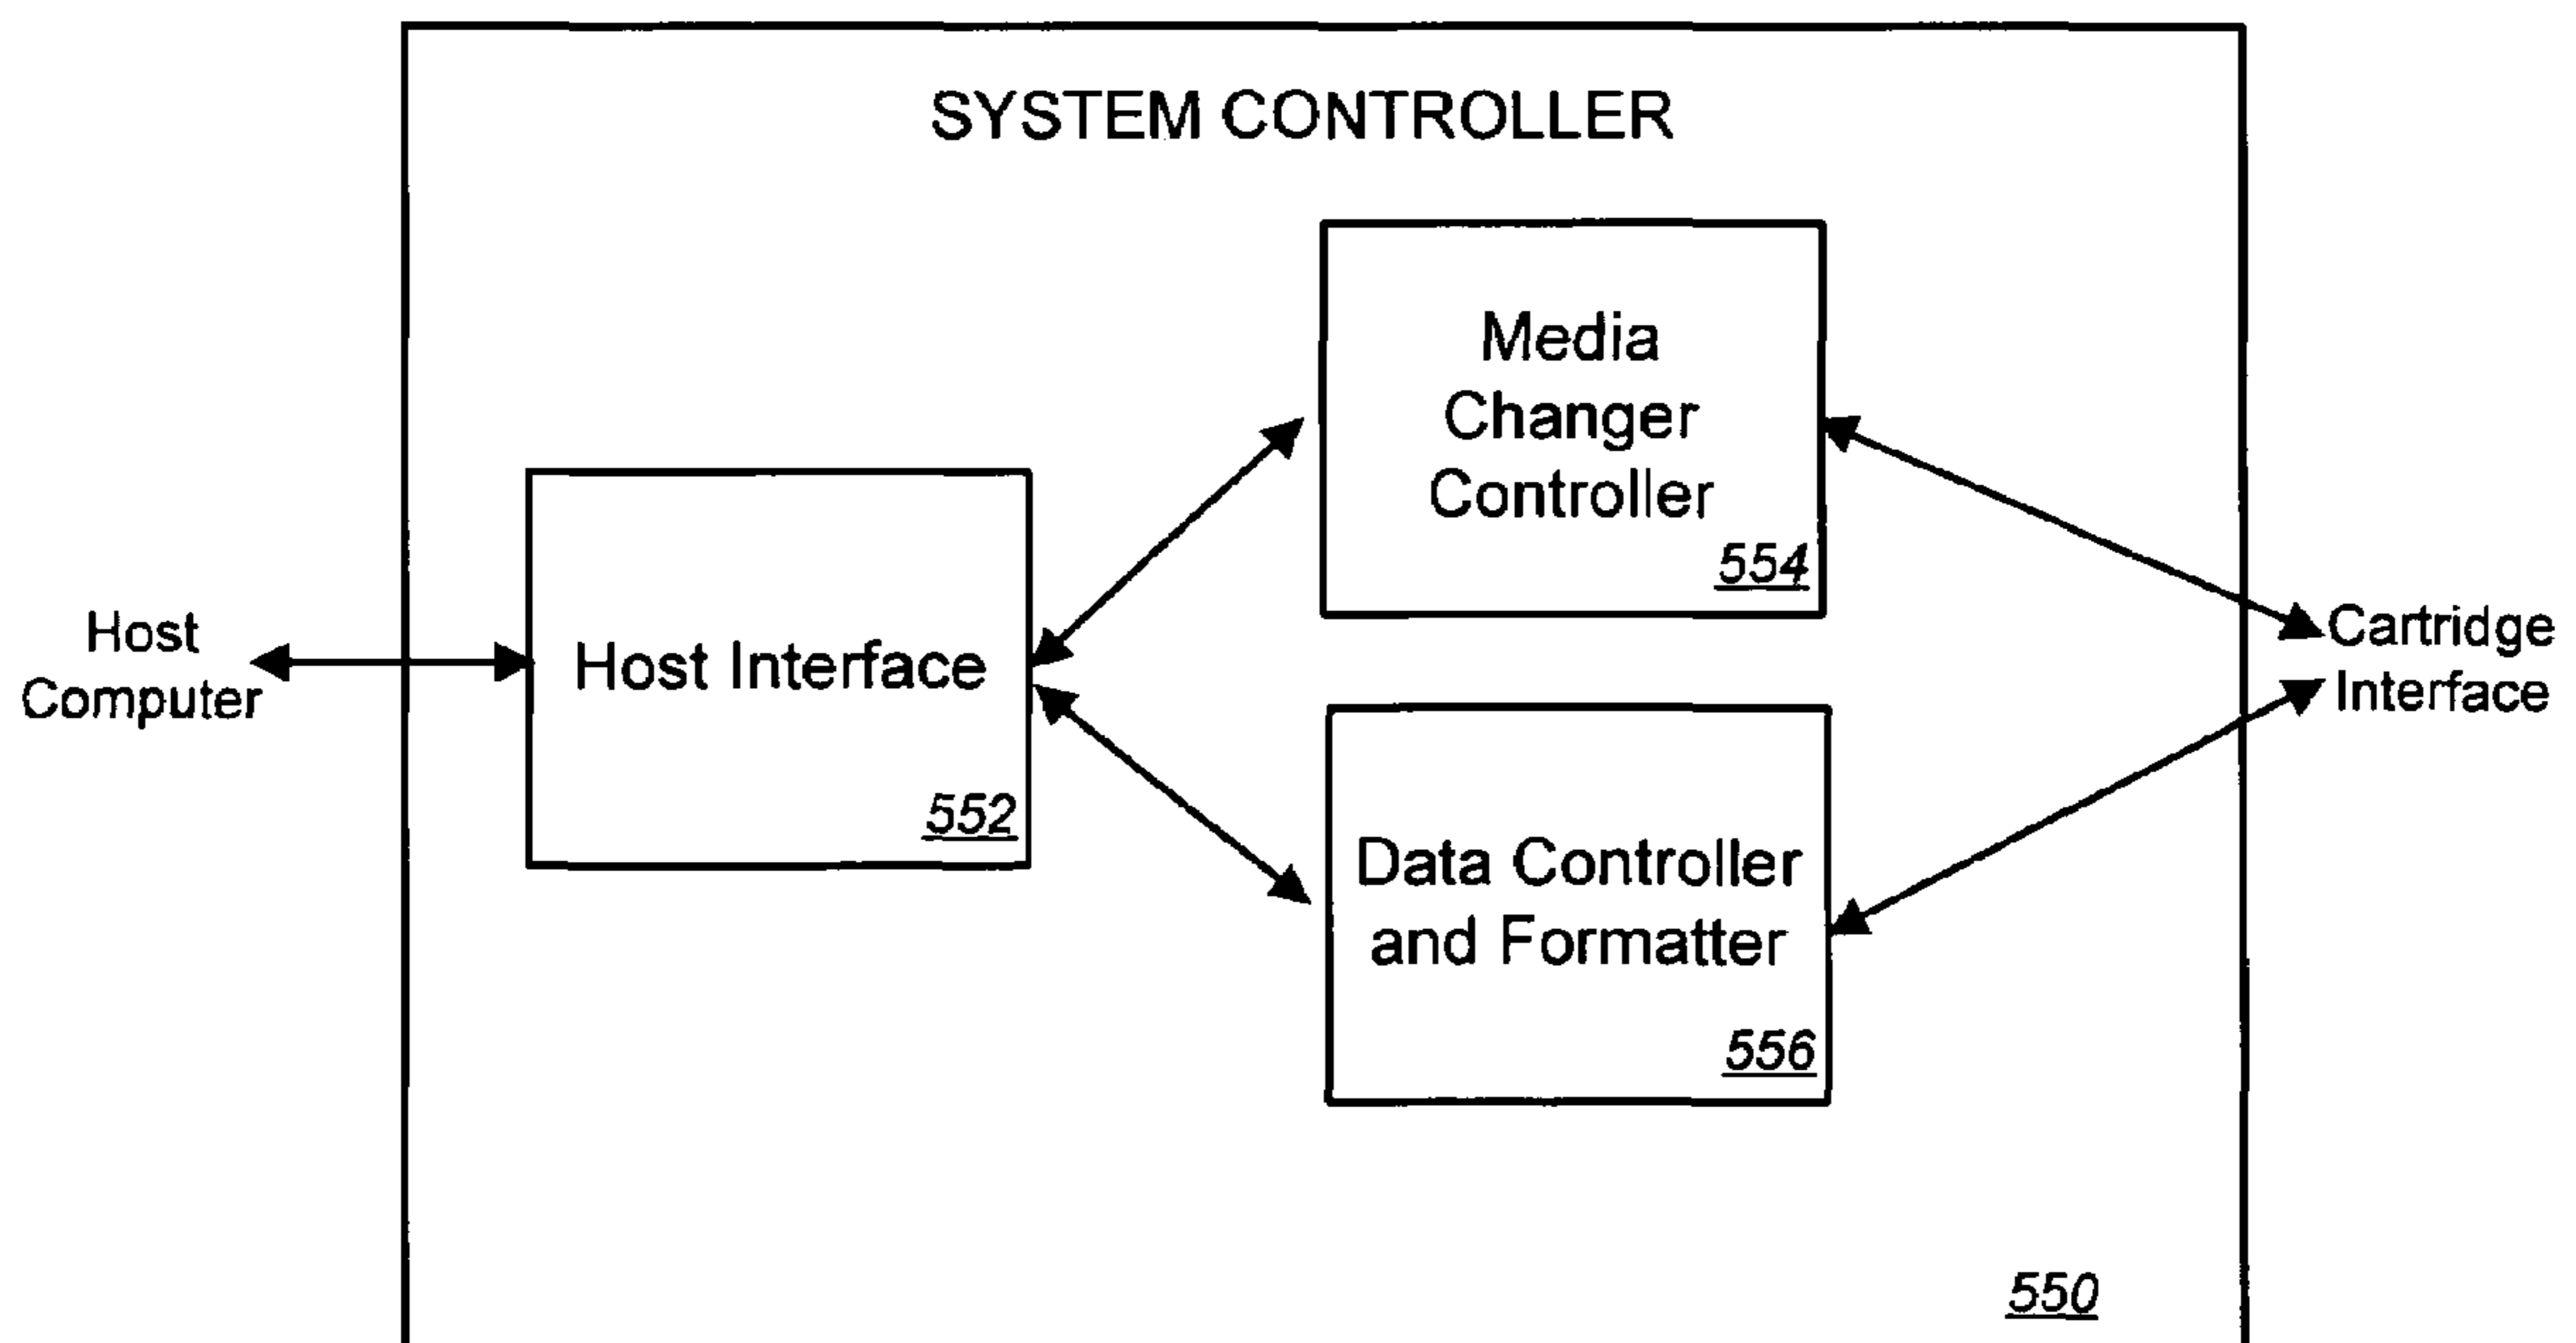 SYSTEM CONTROLLER
Media
Changer
Controller
554
Host
Computer
Host Interface
552
Cartridge
Interface
Data Controller
and Formatter
556
550